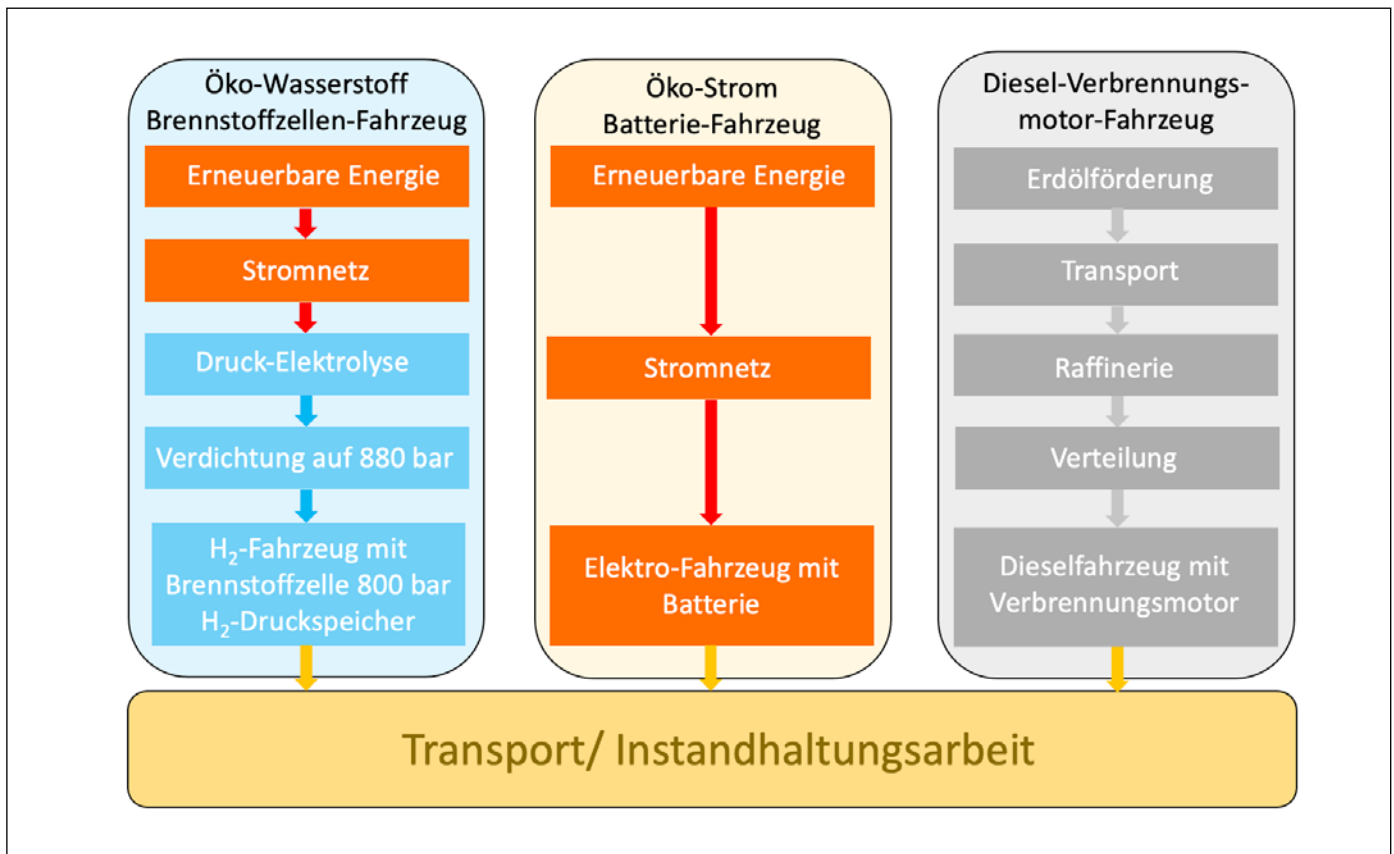 Öko-Wasserstoff
Brennstoffzellen-Fahrzeug
Erneuerbare Energie
Stromnetz
Druck-Elektrolyse
Verdichtung auf 880 bar
H₂-Fahrzeug mit
Brennstoffzelle 800 bar
H₂-Druckspeicher
Öko-Strom
Batterie-Fahrzeug
Erneuerbare Energie
Stromnetz
Elektro-Fahrzeug mit
Batterie
Diesel-Verbrennungs-
motor-Fahrzeug
Erdölförderung
Transport
Raffinerie
Verteilung
Dieselfahrzeug mit
Verbrennungsmotor
Transport/ Instandhaltungsarbeit